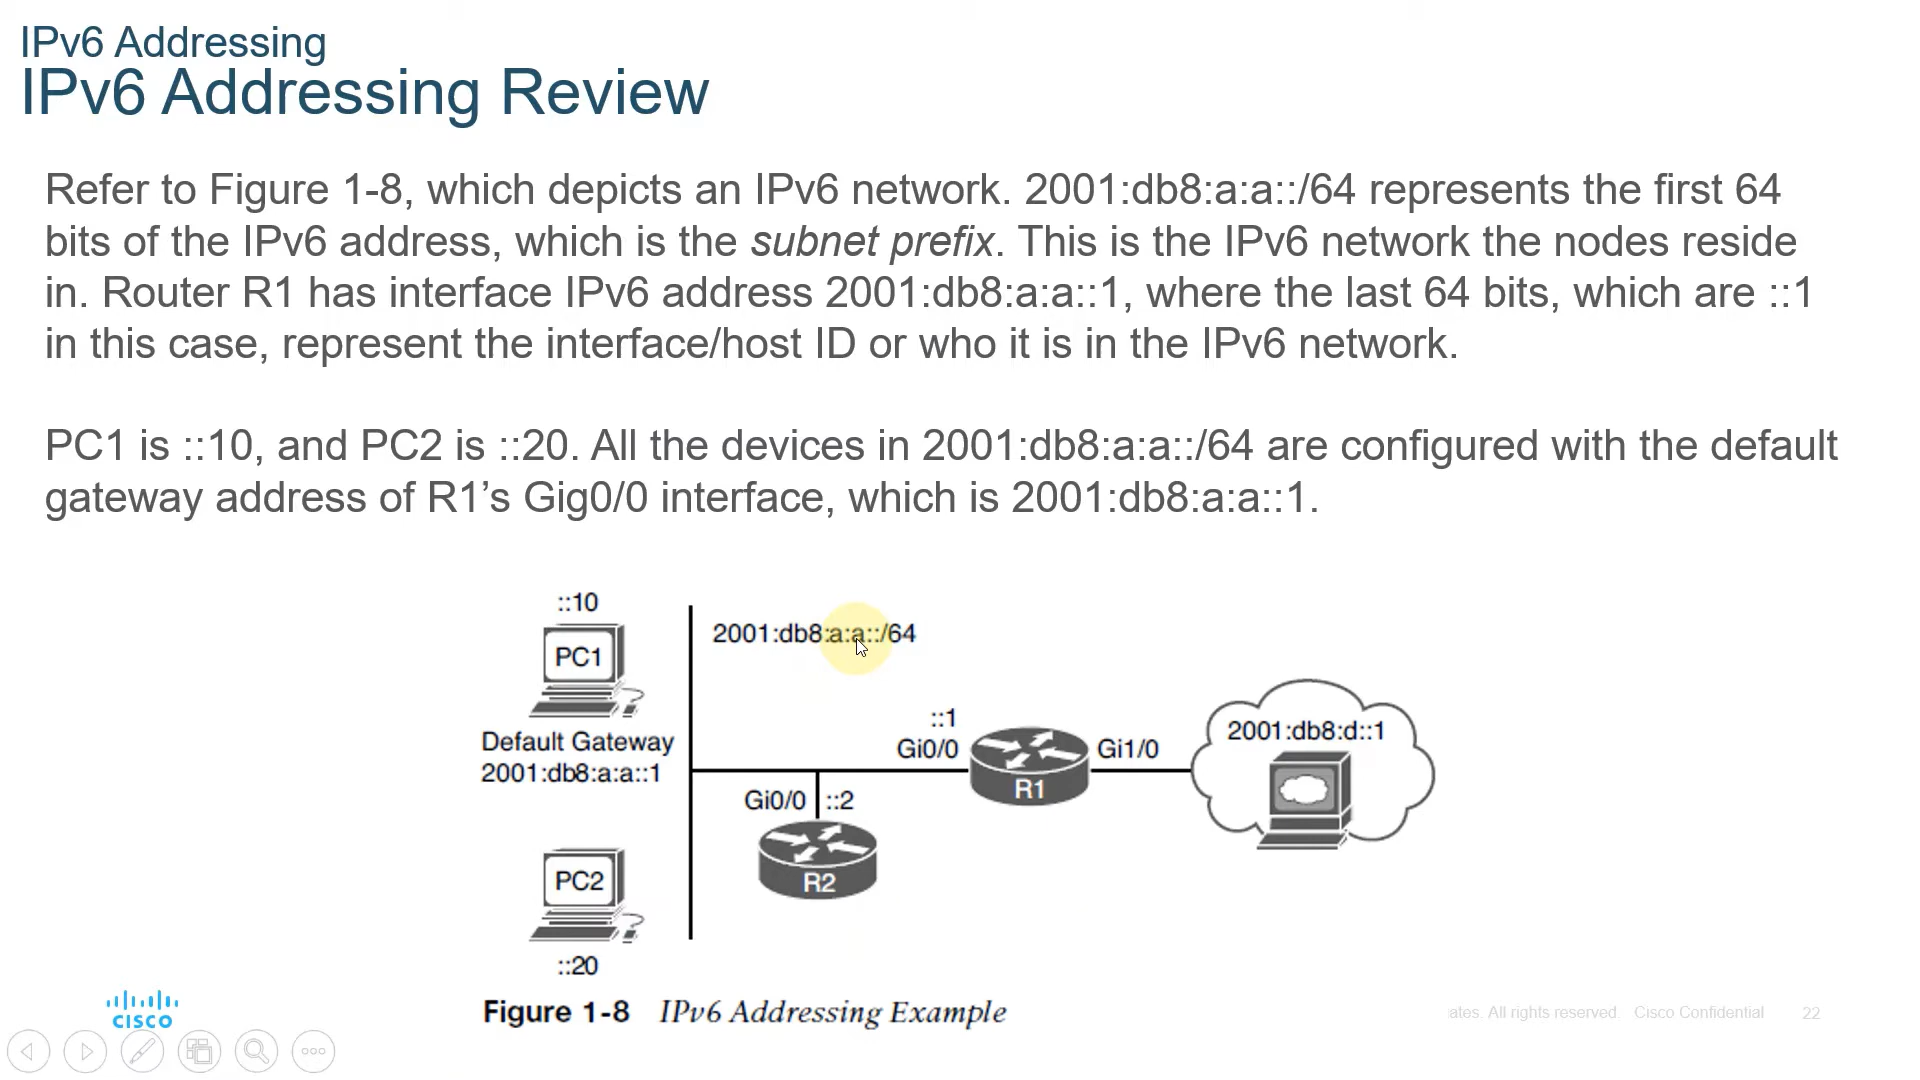 IPv6 Addressing
IPv6 Addressing Review
Refer to Figure 1-8, which depicts an IPv6 network. 2001:db8:a:a::/64 represents the first 64
bits of the IPv6 address, which is the subnet prefix. This is the IPv6 network the nodes reside
in. Router R1 has interface IPv6 address 2001:db8:a:a::1, where the last 64 bits, which are ::1
in this case, represent the interface/host ID or who it is in the IPv6 network.
PC1 is ::10, and PC2 is ::20. All the devices in 2001:db8:a:a::/64 are configured with the default
gateway address of R1’s Gig0/0 interface, which is 2001:db8:a:a::1.
::10
PC1
2001:db8:a:a::/64
Default Gateway
2001:db8:a:a::1
::1
Gi0/0
R1
Gi1/0
2001:db8:d::1
Gi0/0
::2
R2
PC2
::20
Figure 1-8 IPv6 Addressing Example
CISCO
ates. All rights reserved. Cisco Confidential
22